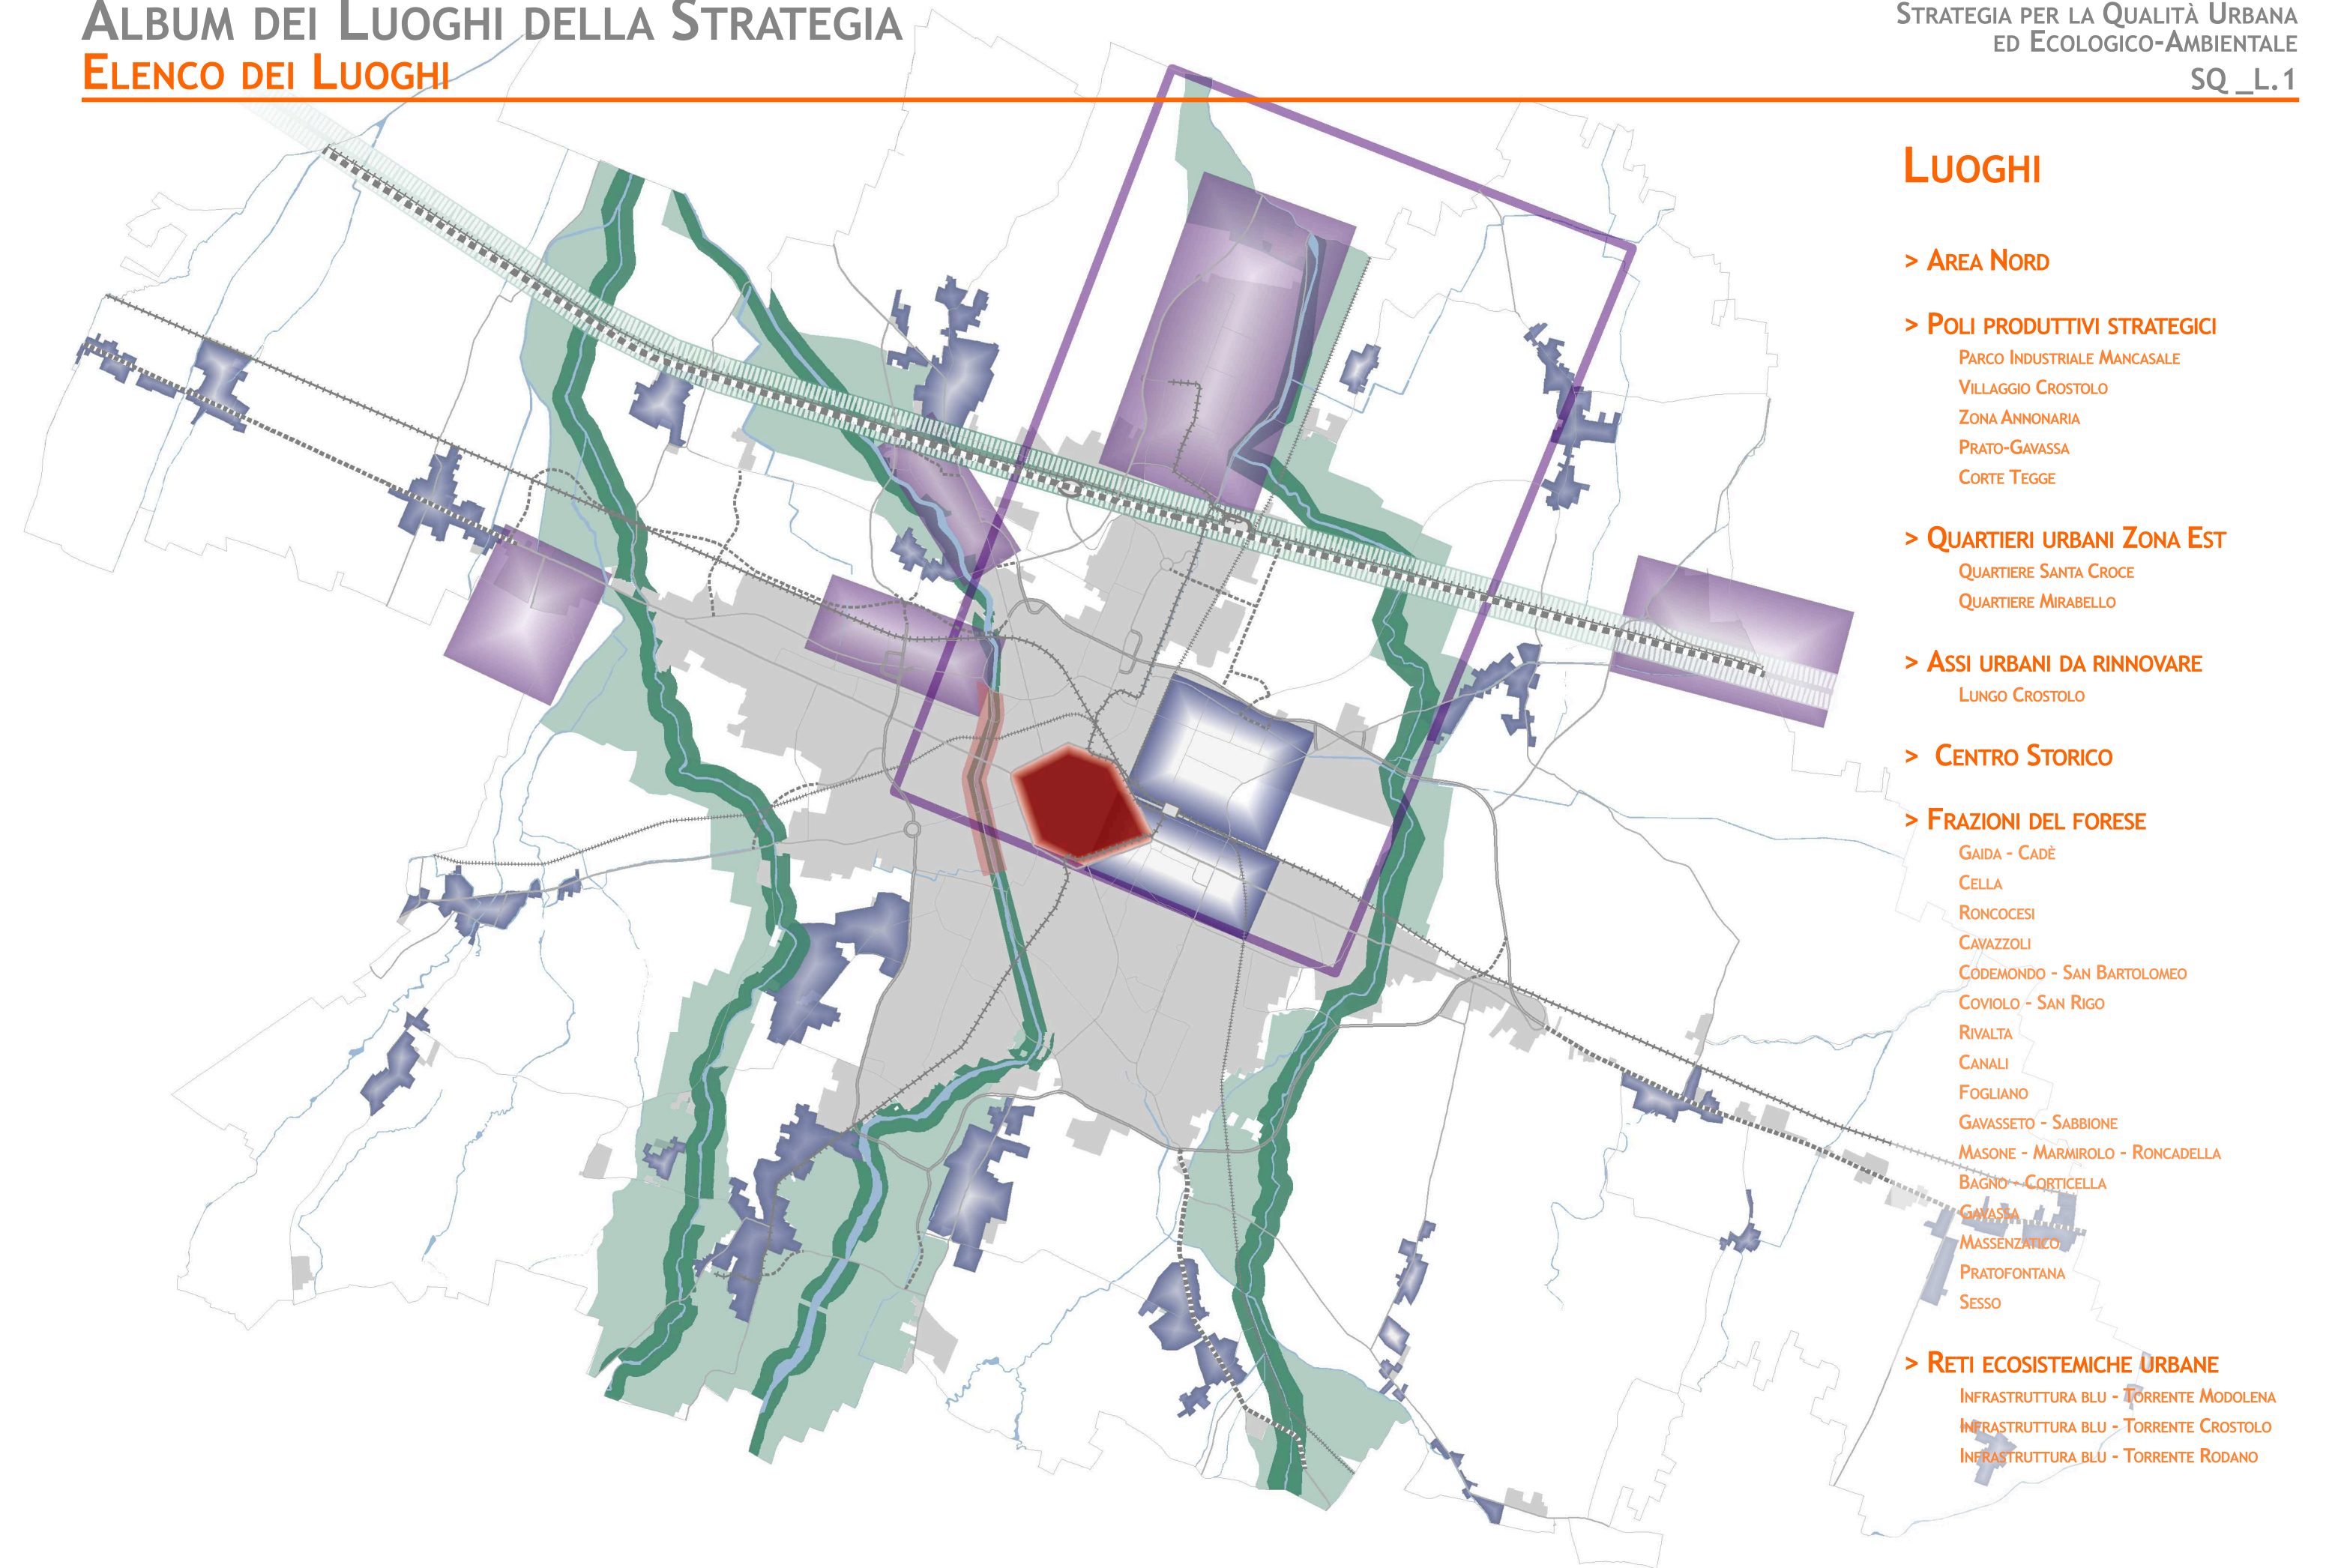 Album dei Luoghi della Strategia
Elenco dei Luoghi
Strategia per la Qualità Urbana
ed Ecologico-Ambientale
SQ_L.1
Luoghi
> Area Nord
> Poli produttivi strategici
Parco Industriale Mancasale
Villaggio Crostolo
Zona Annonaria
Prato-Gavassa
Corte Tegge
> Quartieri urbani Zona Est
Quartiere Santa Croce
Quartiere Mirabello
> Assi urbani da rinnovare
Lungo Crostolo
> Centro Storico
> Frazioni del forese
Gaida - Cadè
Cella
Roncocesi
Cavazzoli
Codemondo - San Bartolomeo
Coviolo - San Rigo
Rivalta
Canali
Fogliano
Gavasseto - Sabbione
Masone - Marmirolo - Roncadella
Bagno - Corticella
Gavassa
Massenzatico
Pratofontana
Sesso
> Reti ecosistemiche urbane
Infrastruttura blu - Torrente Modolena
Infrastruttura blu - Torrente Crostolo
Infrastruttura blu - Torrente Rodano